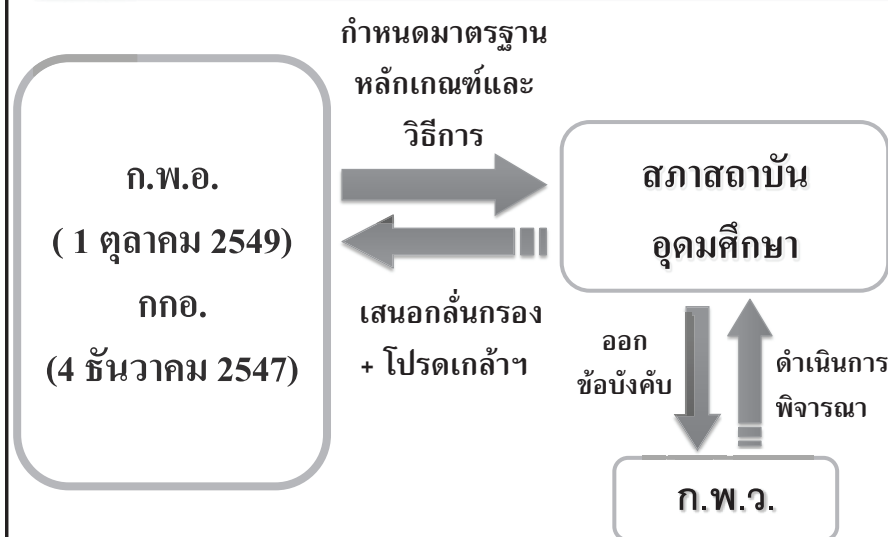 กำหนดมาตรฐาน
หลักเกณฑ์และ
วิธีการ
ก.พ.อ.
( 1 ตุลาคม 2549)
กกอ.
(4 ธันวาคม 2547)
สภาสถาบัน
อุดมศึกษา
เสนอกลั่นกรอง
+ โปรดเกล้าฯ
ออก
ข้อบังคับ
ดำเนินการ
พิจารณา
ก.พ.ว.